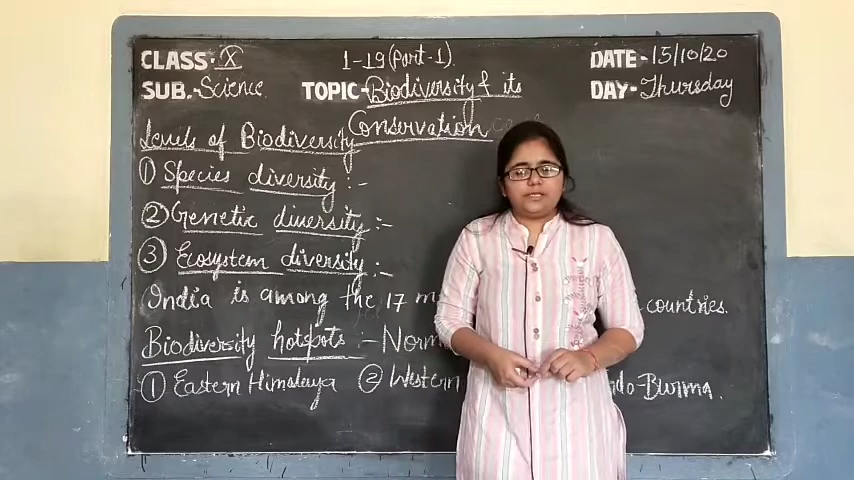 CLASS:- X 1-19 (Part-1). DATE - 15/10/20
SUB.- Science. TOPIC - Biodiversity & its DAY - Thursday
Conservation
Levels of Biodiversity
① Species diversity :-
② Genetic diversity :-
③ Ecosystem diversity :-
India is among the 17 countries.
Biodiversity hotspots :-
① Eastern Himalaya ② Western Burma.